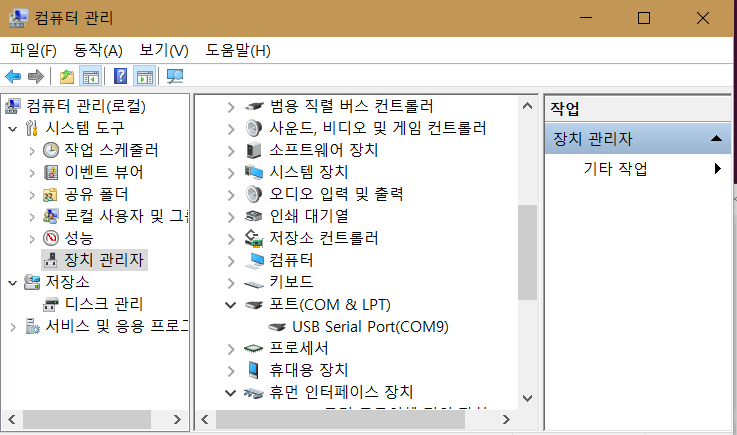 컴퓨터 관리
파일(F) 동작(A) 보기(V) 도움말(H)
컴퓨터 관리(로컬)
시스템 도구
작업 스케줄러
이벤트 뷰어
공유 폴더
로컬 사용자 및 그룹
성능
장치 관리자
저장소
디스크 관리
서비스 및 응용 프로그
범용 직렬 버스 컨트롤러
사운드, 비디오 및 게임 컨트롤러
소프트웨어 장치
시스템 장치
오디오 입력 및 출력
인쇄 대기열
저장소 컨트롤러
컴퓨터
키보드
포트(COM & LPT)
USB Serial Port(COM9)
프로세서
휴대용 장치
휴먼 인터페이스 장치
작업
장치 관리자
기타 작업